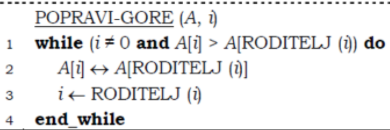 POPRAVI-GORE (A, i)
1 while (i ≠ 0 and A[i] > A[RODITELJ (i)) do
2 A[i] ↔ A[RODITELJ (i)]
3 i ← RODITELJ (i)
4 end_while